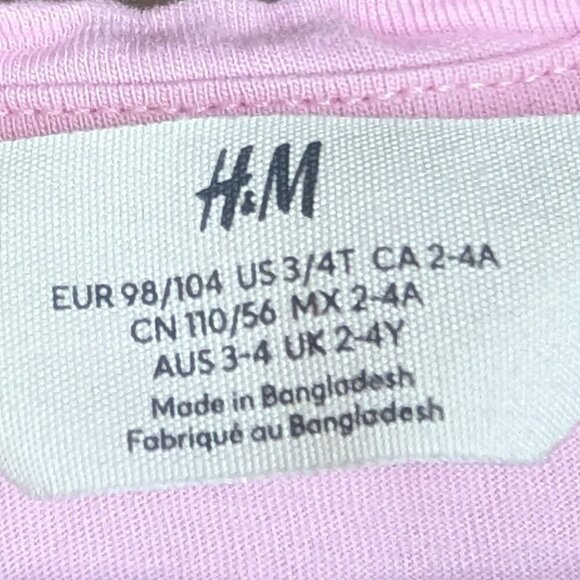 H&M
EUR 98/104 US 3/4T CA 2-4A
CN 110/56 MX 2-4A
AUS 3-4 UK 2-4Y
Made in Bangladesh
Fabriqué au Bangladesh